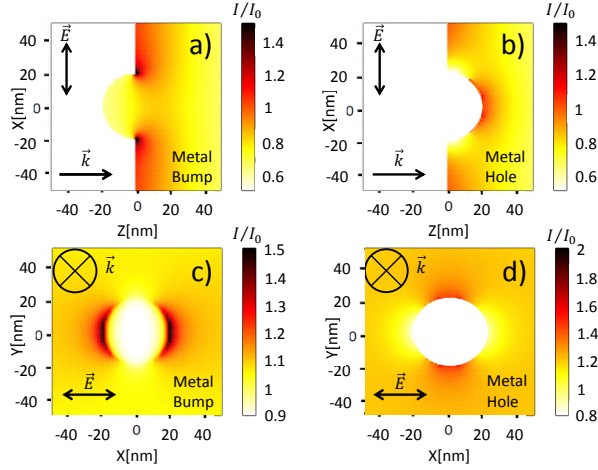 I/I₀
I/I₀
E⃗
a)
1.4
1.2
1
0.8
0.6
E⃗
b)
1.4
1.2
1
0.8
0.6
X[nm]
40
20
0
-20
-40
k⃗
Metal
Bump
X[nm]
40
20
0
-20
-40
k⃗
Metal
Hole
-40
-20
0
20
40
Z[nm]
-40
-20
0
20
40
Z[nm]
I/I₀
I/I₀
k⃗
c)
1.5
1.4
1.3
1.2
1.1
1
0.9
k⃗
d)
2
1.8
1.6
1.4
1.2
1
0.8
Y[nm]
40
20
0
-20
-40
E⃗
Metal
Bump
Y[nm]
40
20
0
-20
-40
E⃗
Metal
Hole
-40
-20
0
20
40
X[nm]
-40
-20
0
20
40
X[nm]